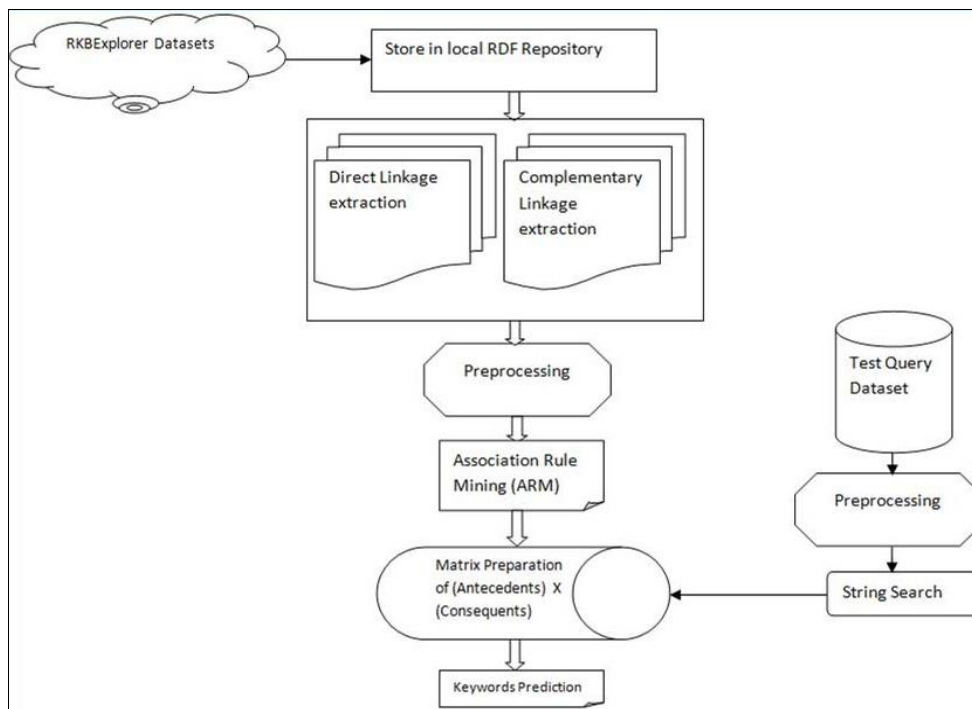 RKBExplorer Datasets
Store in local RDF Repository
Direct Linkage
extraction
Complementary
Linkage
extraction
Preprocessing
Association Rule
Mining (ARM)
Matrix Preparation
of (Antecedents) X
(Consequents)
Keywords Prediction
Test Query
Dataset
Preprocessing
String Search